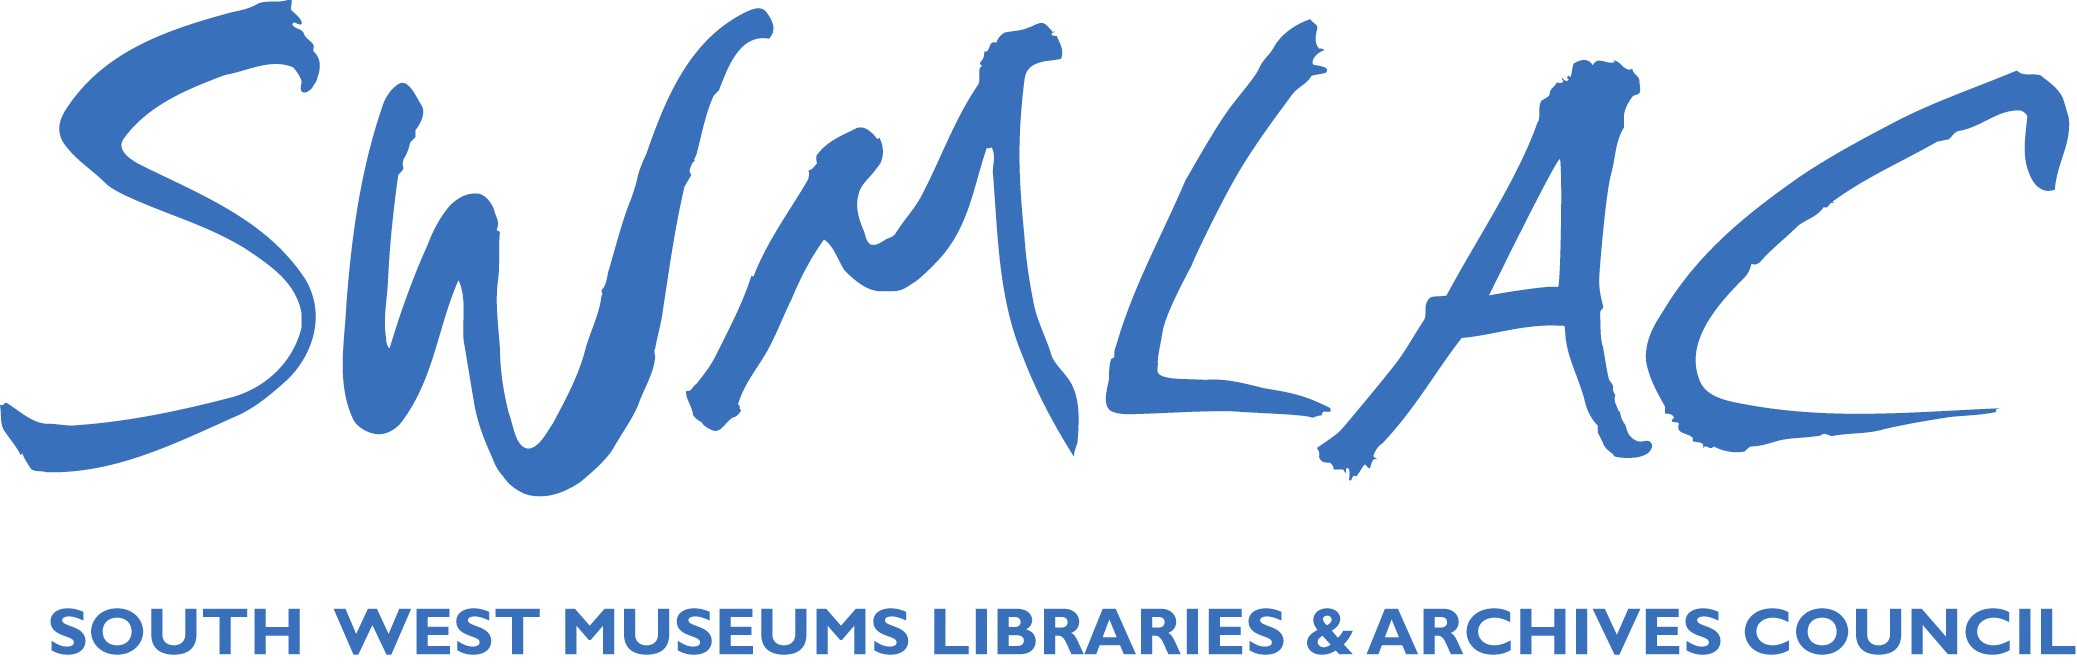 SWMLAC
SOUTH WEST MUSEUMS LIBRARIES & ARCHIVES COUNCIL